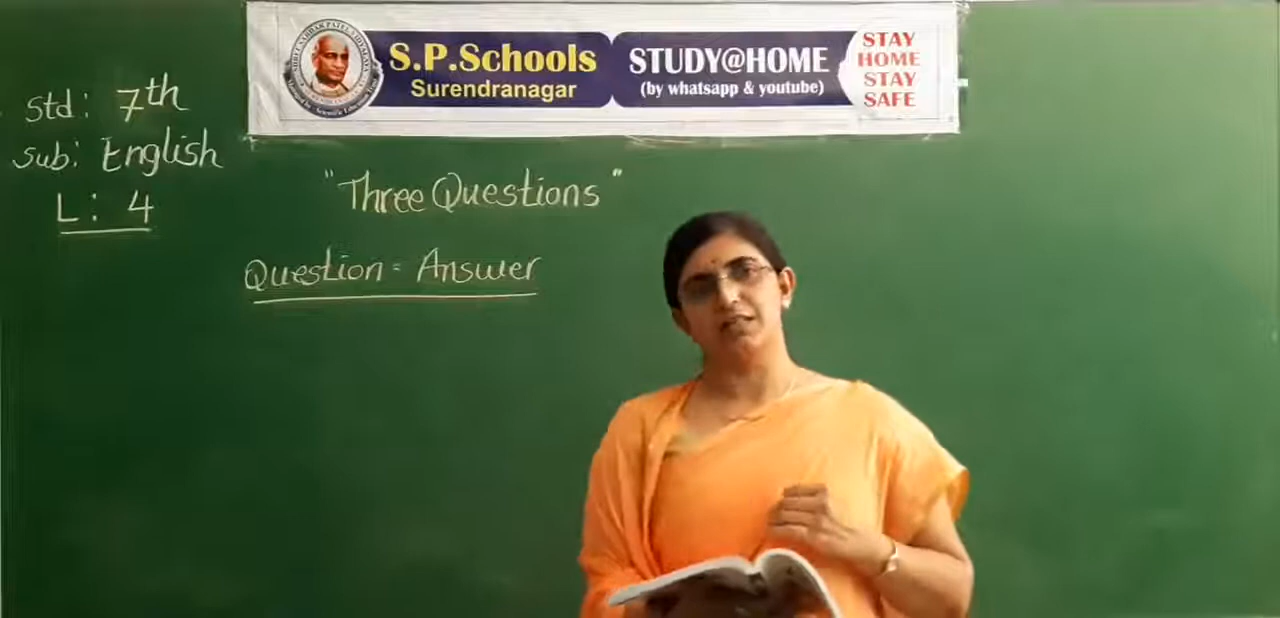 S.P.Schools
Surendranagar
STUDY@HOME
(by whatsapp & youtube)
STAY
HOME
STAY
SAFE
Std: 7th
Sub: English
L: 4
"Three Questions"
Question = Answer